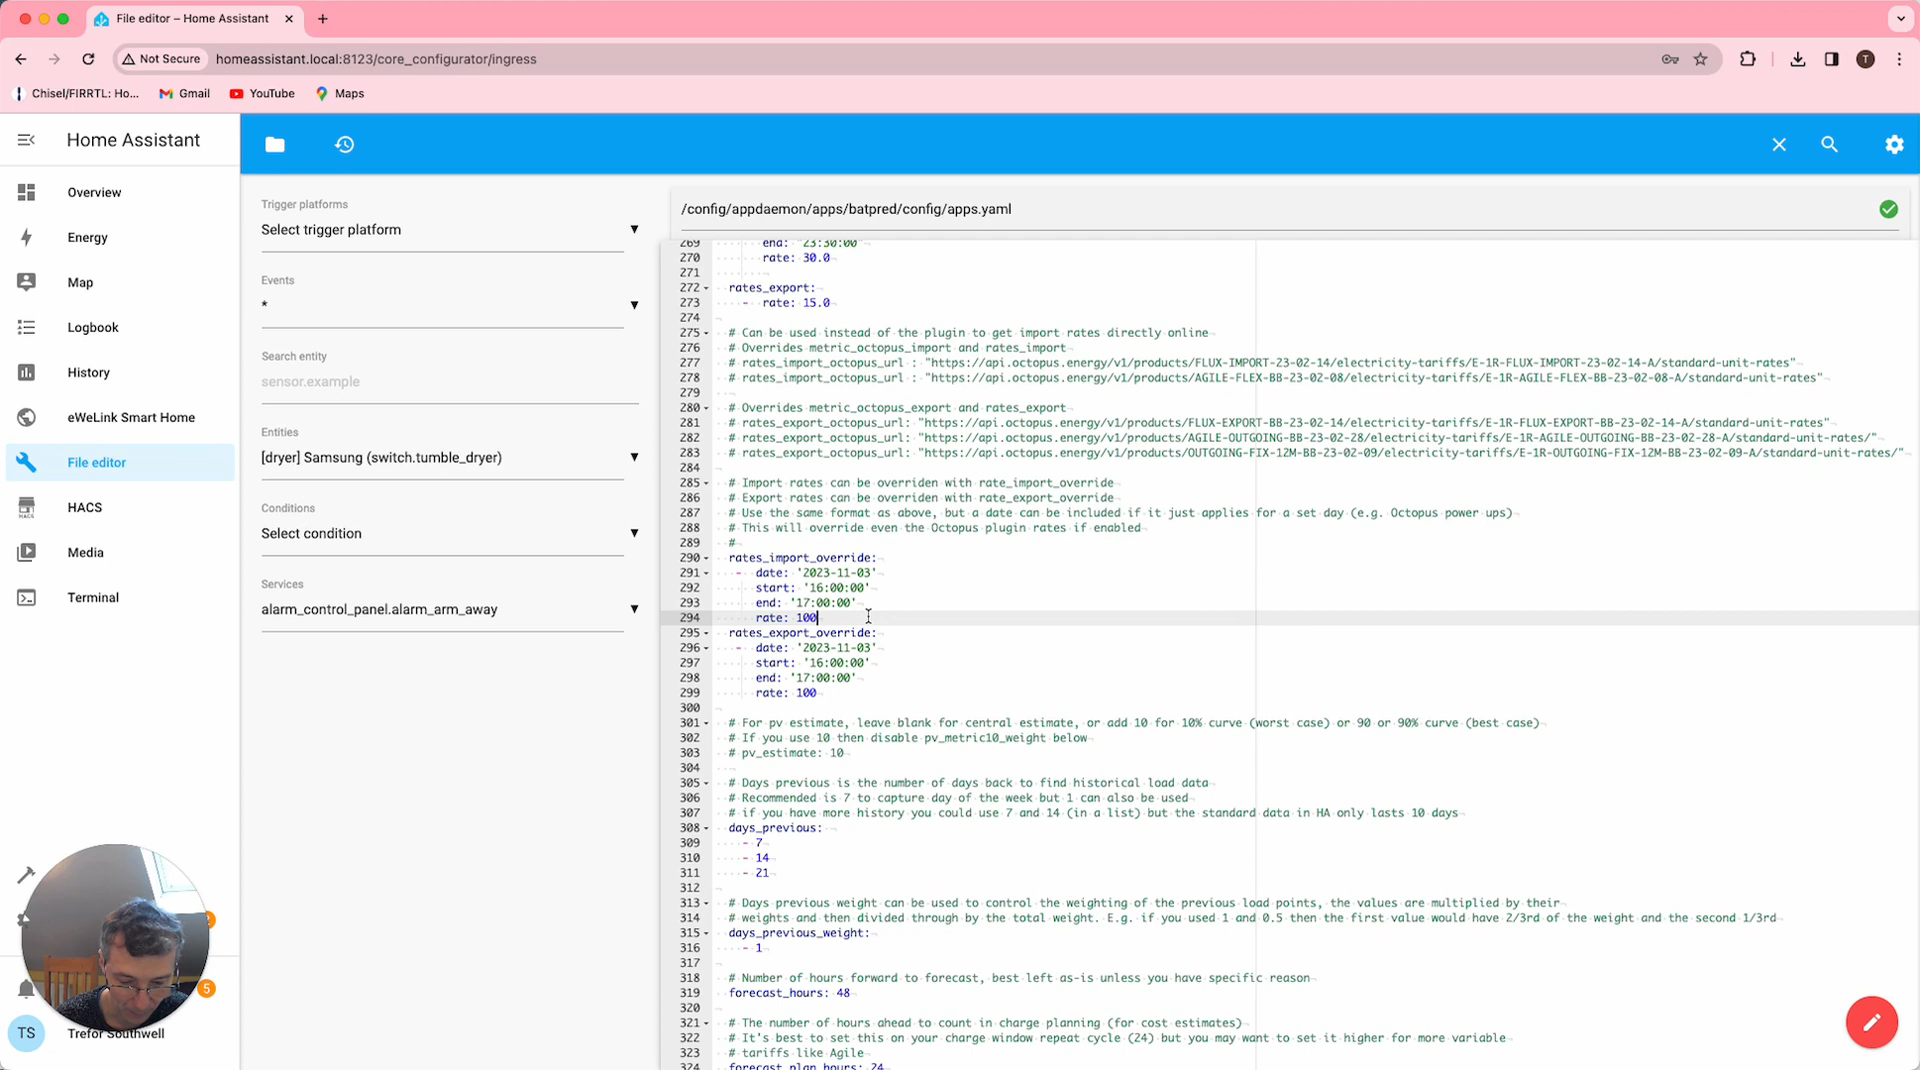 File editor – Home Assistant
Not Secure
homeassistant.local:8123/core_configurator/ingress
T
Chisel/FIRRTL: Ho...
Gmail
YouTube
Maps
Home Assistant
Overview
Energy
Map
Logbook
History
eWeLink Smart Home
File editor
HACS
Media
Terminal
5
TS
Trefor Southwell
Trigger platforms
Select trigger platform
Events
*
Search entity
sensor.example
Entities
[dryer] Samsung (switch.tumble_dryer)
Conditions
Select condition
Services
alarm_control_panel.alarm_arm_away
/config/appdaemon/apps/batpred/config/apps.yaml
269 end: "23:30:00"
270 rate: 30.0
271
272 rates_export:
273 - rate: 15.0
274
275 # Can be used instead of the plugin to get import rates directly online
276 # Overrides metric_octopus_import and rates_import
277 # rates_import_octopus_url : "https://api.octopus.energy/v1/products/FLUX-IMPORT-23-02-14/electricity-tariffs/E-1R-FLUX-IMPORT-23-02-14-A/standard-unit-rates"
278 # rates_import_octopus_url : "https://api.octopus.energy/v1/products/AGILE-FLEX-BB-23-02-08/electricity-tariffs/E-1R-AGILE-FLEX-BB-23-02-08-A/standard-unit-rates"
279
280 # Overrides metric_octopus_export and rates_export
281 # rates_export_octopus_url: "https://api.octopus.energy/v1/products/FLUX-EXPORT-BB-23-02-14/electricity-tariffs/E-1R-FLUX-EXPORT-BB-23-02-14-A/standard-unit-rates"
282 # rates_export_octopus_url: "https://api.octopus.energy/v1/products/AGILE-OUTGOING-BB-23-02-28/electricity-tariffs/E-1R-AGILE-OUTGOING-BB-23-02-28-A/standard-unit-rates/"
283 # rates_export_octopus_url: "https://api.octopus.energy/v1/products/OUTGOING-FIX-12M-BB-23-02-09/electricity-tariffs/E-1R-OUTGOING-FIX-12M-BB-23-02-09-A/standard-unit-rates/"
284
285 # Import rates can be overriden with rate_import_override
286 # Export rates can be overriden with rate_export_override
287 # Use the same format as above, but a date can be included if it just applies for a set day (e.g. Octopus power ups)
288 # This will override even the Octopus plugin rates if enabled
289 #
290 rates_import_override:
291 - date: '2023-11-03'
292 start: '16:00:00'
293 end: '17:00:00'
294 rate: 100
295 rates_export_override:
296 - date: '2023-11-03'
297 start: '16:00:00'
298 end: '17:00:00'
299 rate: 100
300
301 # For pv estimate, leave blank for central estimate, or add 10 for 10% curve (worst case) or 90 or 90% curve (best case)
302 # If you use 10 then disable pv_metric10_weight below
303 # pv_estimate: 10
304
305 # Days previous is the number of days back to find historical load data
306 # Recommended is 7 to capture day of the week but 1 can also be used
307 # if you have more history you could use 7 and 14 (in a list) but the standard data in HA only lasts 10 days
308 days_previous:
309 - 7
310 - 14
311 - 21
312
313 # Days previous weight can be used to control the weighting of the previous load points, the values are multiplied by their
314 # weights and then divided through by the total weight. E.g. if you used 1 and 0.5 then the first value would have 2/3rd of the weight and the second 1/3rd
315 days_previous_weight:
316 - 1
317
318 # Number of hours forward to forecast, best left as-is unless you have specific reason
319 forecast_hours: 48
320
321 # The number of hours ahead to count in charge planning (for cost estimates)
322 # It's best to set this on your charge window repeat cycle (24) but you may want to set it higher for more variable
323 # tariffs like Agile
324 forecast_plan_hours: 24